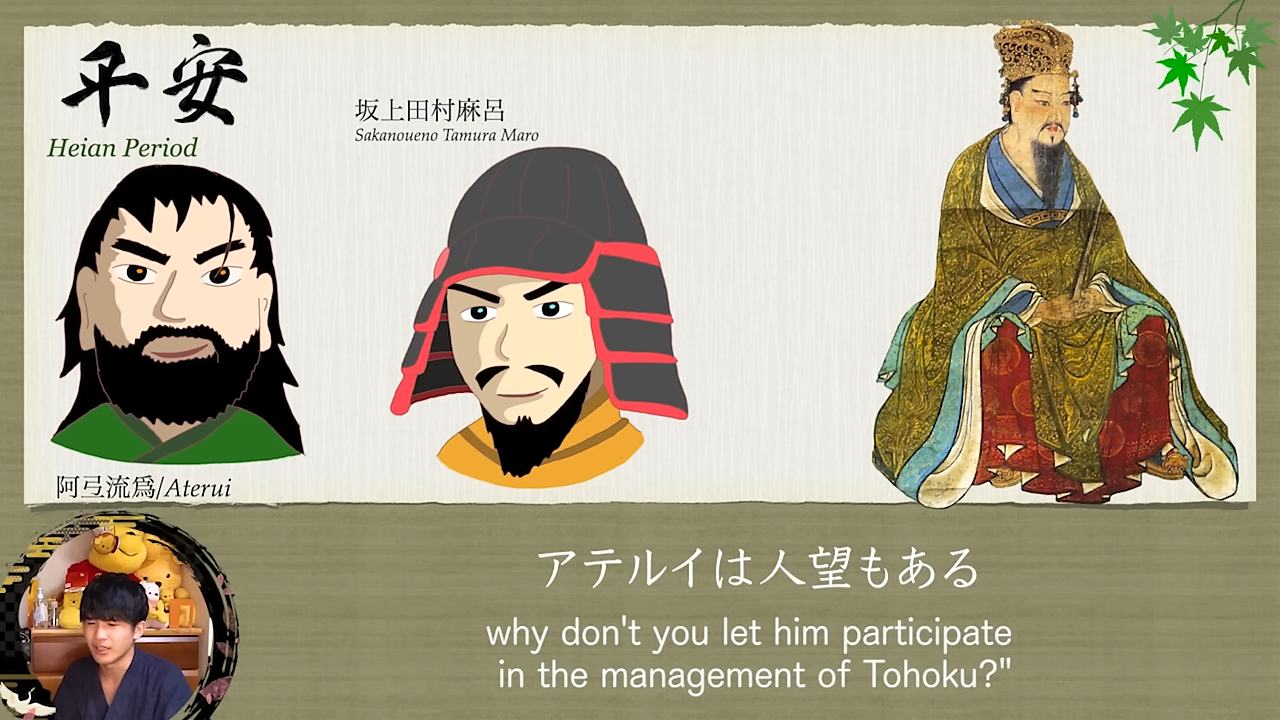 平安
Heian Period
坂上田村麻呂
Sakanoueno Tamura Maro
阿弖流爲/Aterui
アテルイは人望もある
why don't you let him participate
in the management of Tohoku?"